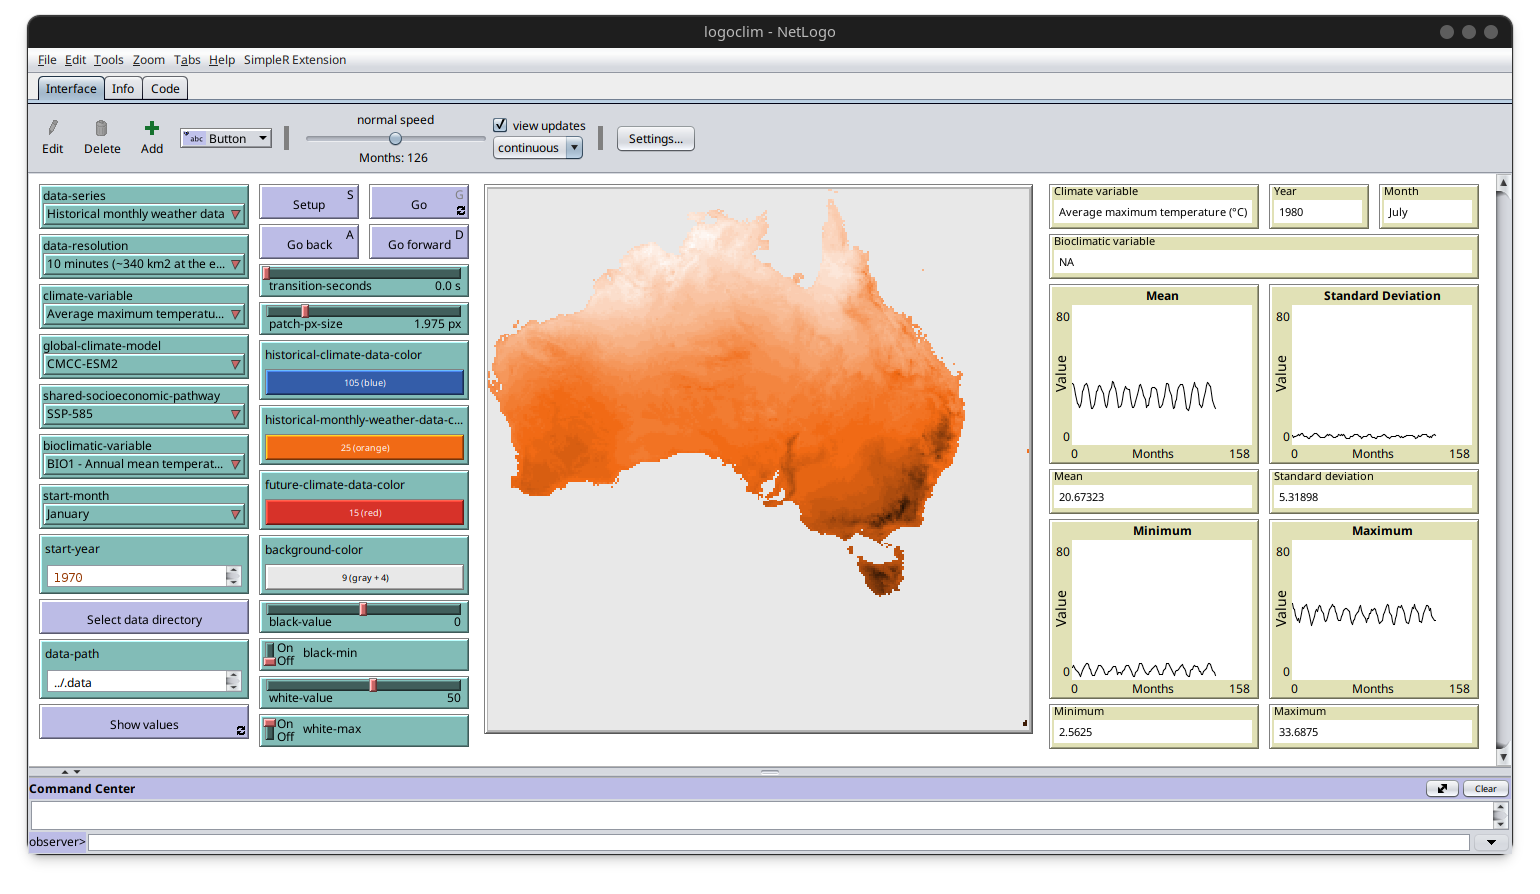 logoclim - NetLogo
File Edit Tools Zoom Tabs Help SimpleR Extension
Interface Info Code
Edit Delete Add
abc Button
normal speed
Months: 126
view updates
continuous
Settings...
data-series
Historical monthly weather data
data-resolution
10 minutes (~340 km2 at the e...
climate-variable
Average maximum temperatu...
global-climate-model
CMCC-ESM2
shared-socioeconomic-pathway
SSP-585
bioclimatic-variable
BIO1 - Annual mean temperat...
start-month
January
start-year
1970
Select data directory
data-path
../.data
Show values
Setup S
Go G
Go back A
Go forward D
transition-seconds 0.0 s
patch-px-size 1.975 px
historical-climate-data-color
105 (blue)
historical-monthly-weather-data-c...
25 (orange)
future-climate-data-color
15 (red)
background-color
9 (gray + 4)
black-value 0
On
Off
black-min
white-value 50
On
Off
white-max
Climate variable
Average maximum temperature (°C)
Year
1980
Month
July
Bioclimatic variable
NA
Mean
80
Value
0
0 Months 158
Standard Deviation
80
Value
0
0 Months 158
Mean
20.67323
Standard deviation
5.31898
Minimum
80
Value
0
0 Months 158
Maximum
80
Value
0
0 Months 158
Minimum
2.5625
Maximum
33.6875
Command Center
Clear
observer>